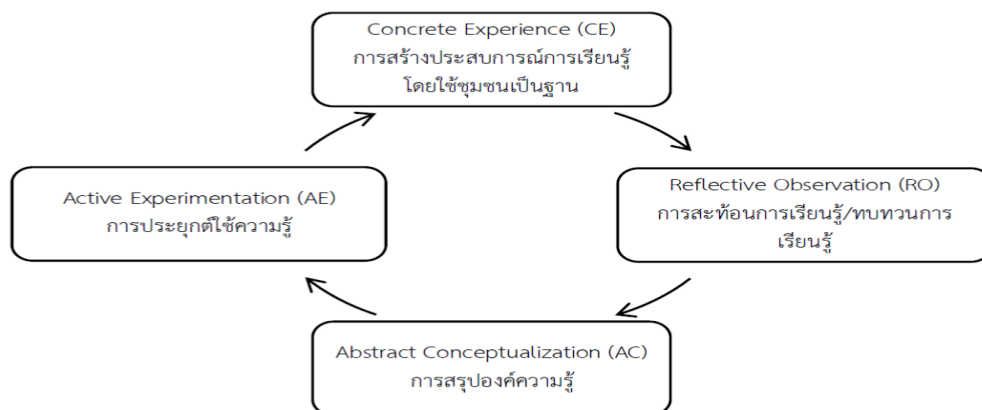 Concrete Experience (CE)
การสร้างประสบการณ์การเรียนรู้
โดยใช้ชุมชนเป็นฐาน
Active Experimentation (AE)
การประยุกต์ใช้ความรู้
Reflective Observation (RO)
การสะท้อนการเรียนรู้/ทบทวนการ
เรียนรู้
Abstract Conceptualization (AC)
การสรุปองค์ความรู้